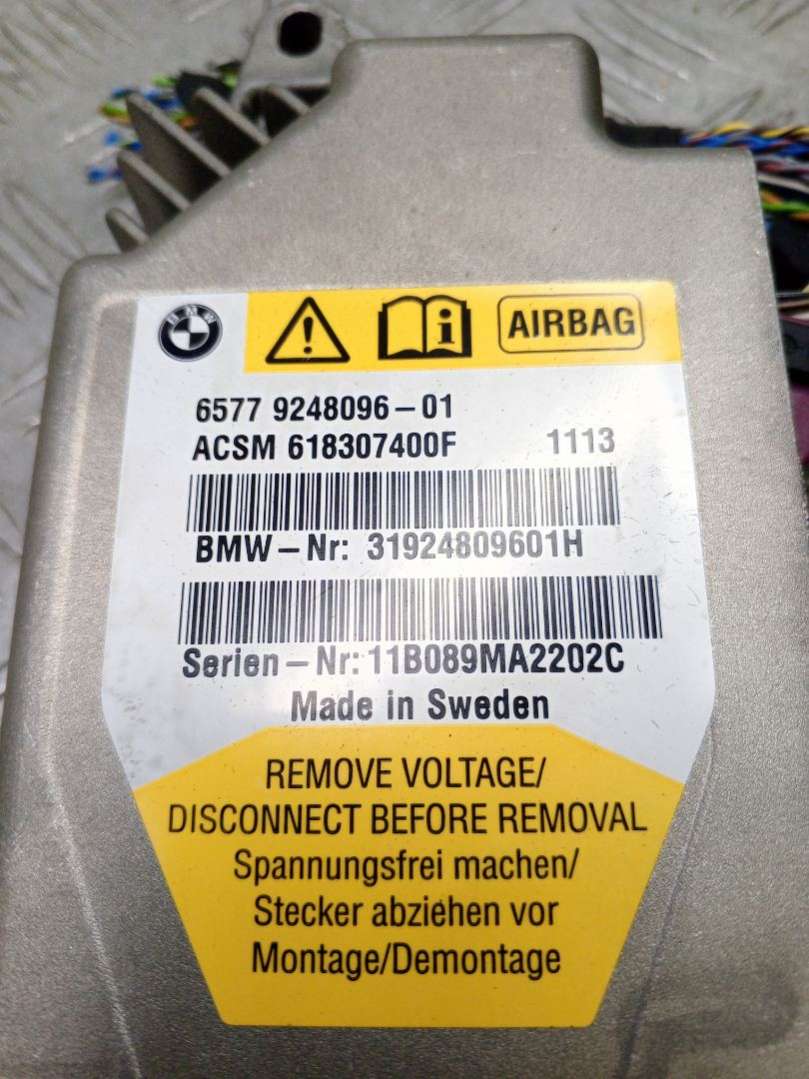 BMW
AIRBAG
6577 9248096-01
ACSM 618307400F 1113
BMW-Nr: 31924809601H
Serien-Nr: 11B089MA2202C
Made in Sweden
REMOVE VOLTAGE/
DISCONNECT BEFORE REMOVAL
Spannungsfrei machen/
Stecker abziehen vor
Montage/Demontage